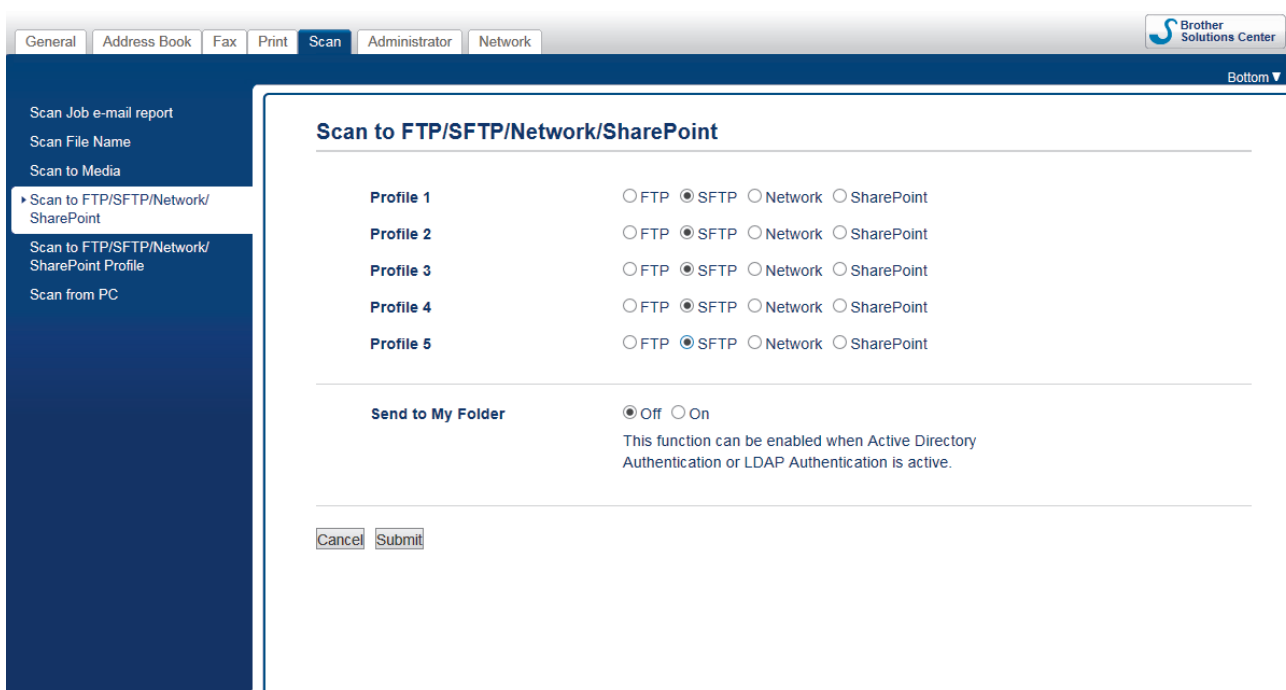 Brother
Solutions Center
General Address Book Fax Print Scan Administrator Network
Bottom▼
Scan Job e-mail report
Scan File Name
Scan to Media
Scan to FTP/SFTP/Network/
SharePoint
Scan to FTP/SFTP/Network/
SharePoint Profile
Scan from PC
Scan to FTP/SFTP/Network/SharePoint
Profile 1 FTP SFTP Network SharePoint
Profile 2 FTP SFTP Network SharePoint
Profile 3 FTP SFTP Network SharePoint
Profile 4 FTP SFTP Network SharePoint
Profile 5 FTP SFTP Network SharePoint
Send to My Folder Off On
This function can be enabled when Active Directory
Authentication or LDAP Authentication is active.
Cancel Submit